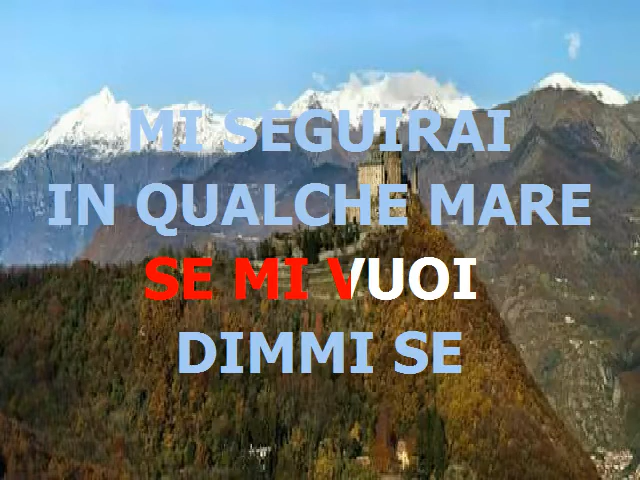 MI SEGUIRAI
IN QUALCHE MARE
SE MI VUOI
DIMMI SE